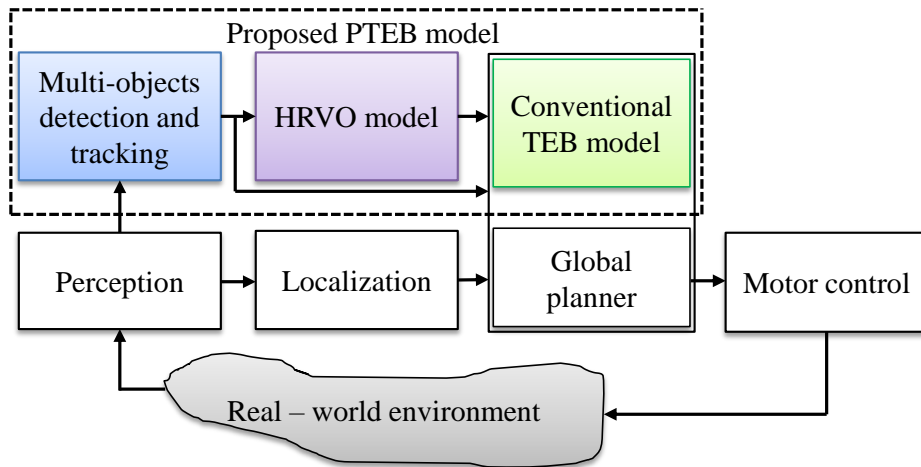 Proposed PTEB model
Multi-objects
detection and
tracking
HRVO model
Conventional
TEB model
Perception
Localization
Global
planner
Motor control
Real – world environment